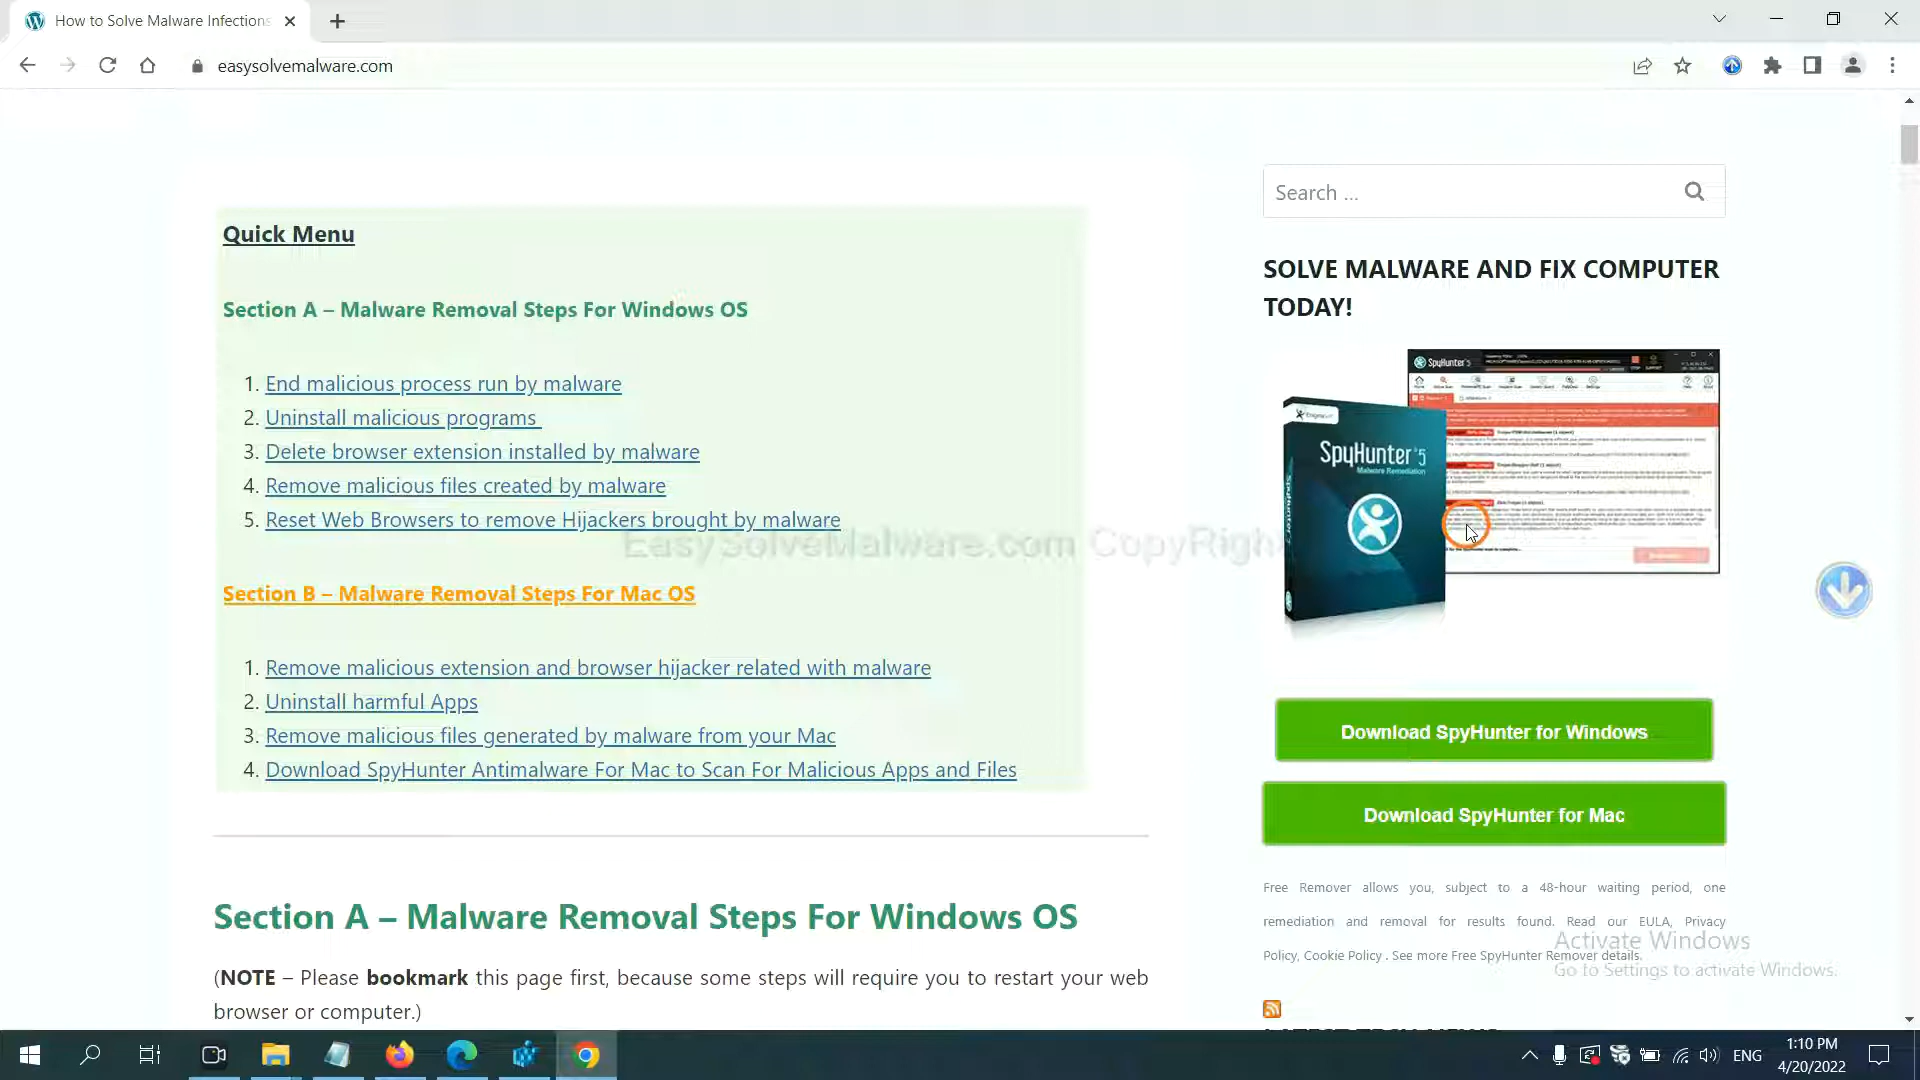 How to Solve Malware Infections
easysolvemalware.com
Search ...
Quick Menu
Section A – Malware Removal Steps For Windows OS
1. End malicious process run by malware
2. Uninstall malicious programs
3. Delete browser extension installed by malware
4. Remove malicious files created by malware
5. Reset Web Browsers to remove Hijackers brought by malware
EasySolveMalware.com CopyRigh
Section B – Malware Removal Steps For Mac OS
1. Remove malicious extension and browser hijacker related with malware
2. Uninstall harmful Apps
3. Remove malicious files generated by malware from your Mac
4. Download SpyHunter Antimalware For Mac to Scan For Malicious Apps and Files
Section A – Malware Removal Steps For Windows OS
(NOTE – Please bookmark this page first, because some steps will require you to restart your web
browser or computer.)
SOLVE MALWARE AND FIX COMPUTER
TODAY!
SpyHunter 5
SpyHunter 5
Malware Remediation
Download SpyHunter for Windows
Download SpyHunter for Mac
Free Remover allows you, subject to a 48-hour waiting period, one
remediation and removal for results found. Read our EULA, Privacy
Policy, Cookie Policy . See more Free SpyHunter Remover details.
Activate Windows
Go to Settings to activate Windows.
LATEST TECH NEWS
ENG
1:10 PM
4/20/2022